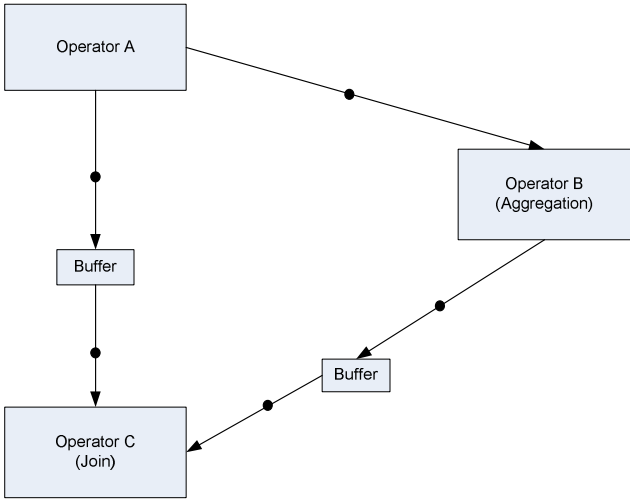 Operator A
Operator B
(Aggregation)
Buffer
Buffer
Operator C
(Join)